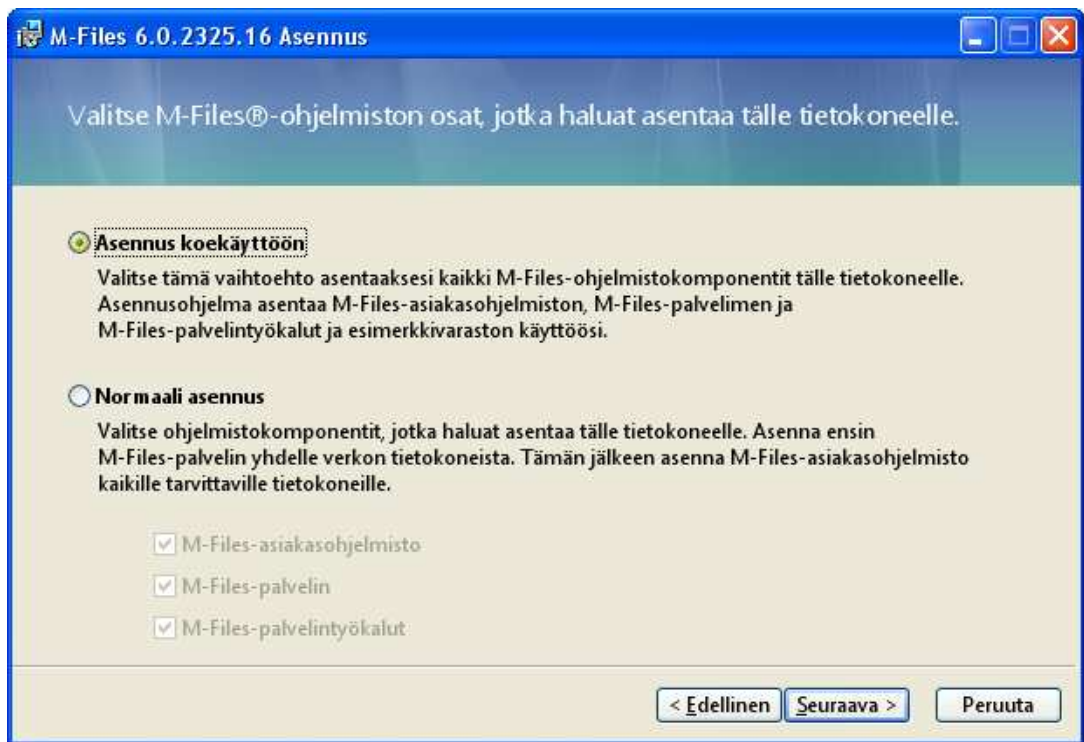 M-Files 6.0.2325.16 Asennus
Valitse M-Files®-ohjelmiston osat, jotka haluat asentaa tälle tietokoneelle.
Asennus koekäyttöön
Valitse tämä vaihtoehto asentaaksesi kaikki M-Files-ohjelmistokomponentit tälle tietokoneelle.
Asennusohjelma asentaa M-Files-asiakasohjelmiston, M-Files-palvelimen ja
M-Files-palvelintyökalut ja esimerkkivaraston käyttöösi.
Normaali asennus
Valitse ohjelmistokomponentit, jotka haluat asentaa tälle tietokoneelle. Asenna ensin
M-Files-palvelin yhdelle verkon tietokoneista. Tämän jälkeen asenna M-Files-asiakasohjelmisto
kaikille tarvittaville tietokoneille.
M-Files-asiakasohjelmisto
M-Files-palvelin
M-Files-palvelintyökalut
< Edellinen Seuraava > Peruuta